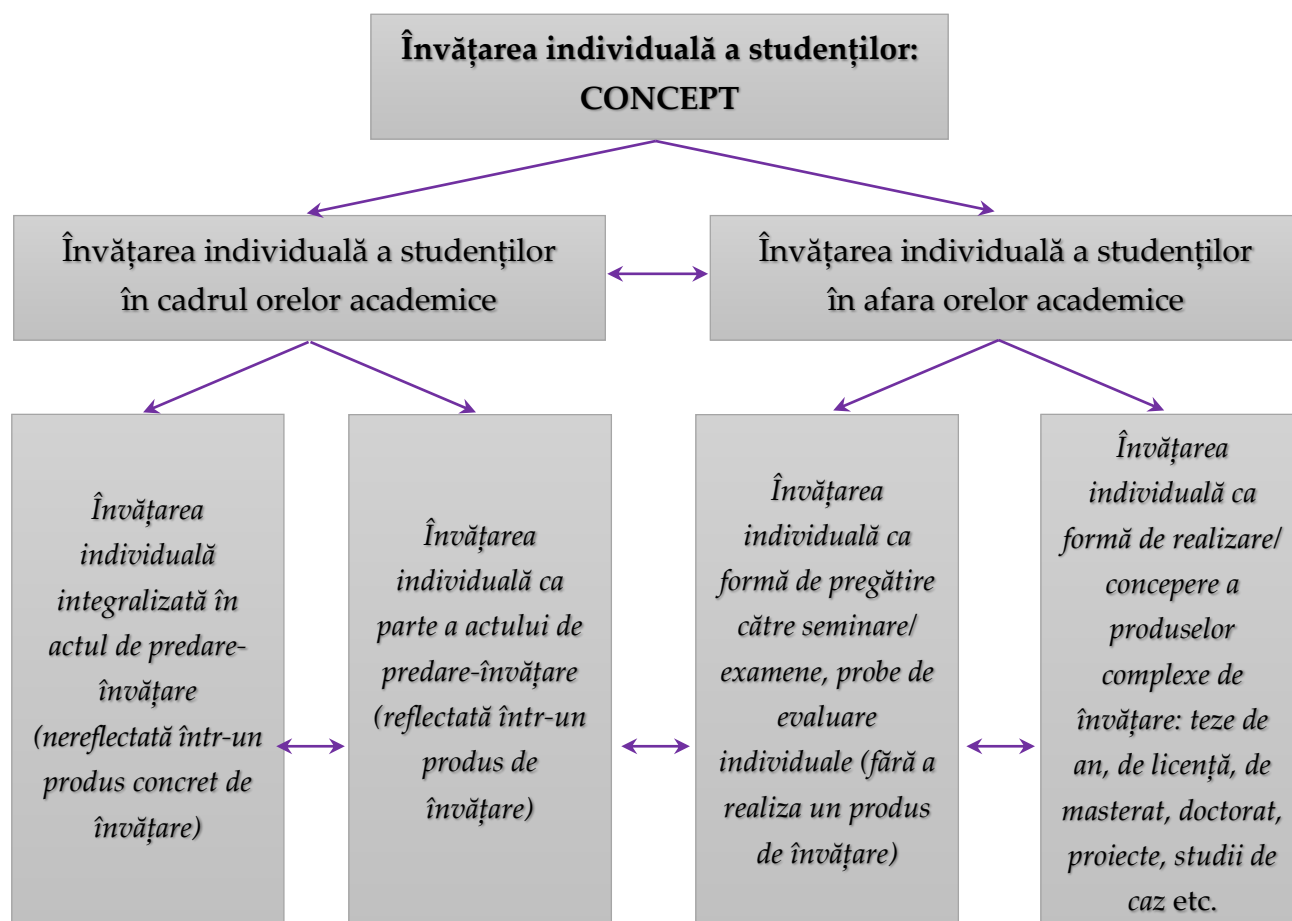 Învățarea individuală a studenților:
CONCEPT
Învățarea individuală a studenților
în cadrul orelor academice
Învățarea individuală a studenților
în afara orelor academice
Învățarea
individuală
integralizată în
actul de predare-
învățare
(nereflectată într-un
produs concret de
învățare)
Învățarea
individuală ca
parte a actului de
predare-învățare
(reflectată într-un
produs de
învățare)
Învățarea
individuală ca
formă de pregătire
către seminare/
examene, probe de
evaluare
individuale (fără a
realiza un produs
de învățare)
Învățarea
individuală ca
formă de realizare/
concepere a
produselor
complexe de
învățare: teze de
an, de licență, de
masterat, doctorat,
proiecte, studii de
caz etc.